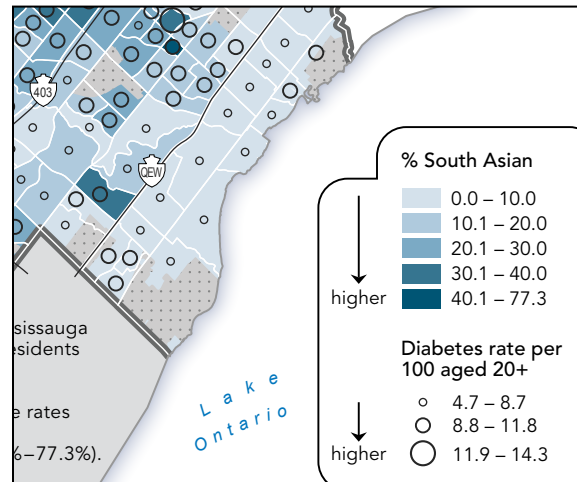 403
QEW
ssissauga
esidents
e rates
%–77.3%).
Lake
Ontario
% South Asian
0.0 – 10.0
10.1 – 20.0
20.1 – 30.0
30.1 – 40.0
40.1 – 77.3
higher
Diabetes rate per
100 aged 20+
4.7 – 8.7
8.8 – 11.8
11.9 – 14.3
higher